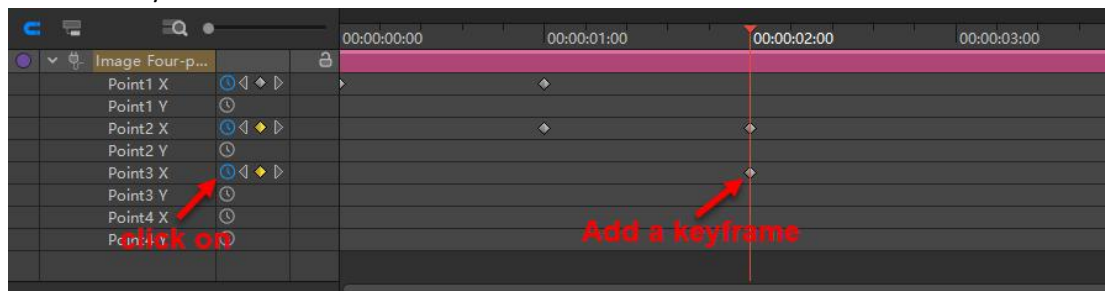 00:00:00:00 00:00:01:00 00:00:02:00 00:00:03:00
Image Four-p...
Point1 X
Point1 Y
Point2 X
Point2 Y
Point3 X
Point3 Y
Point4 X
Point4 Y
click on
Add a keyframe